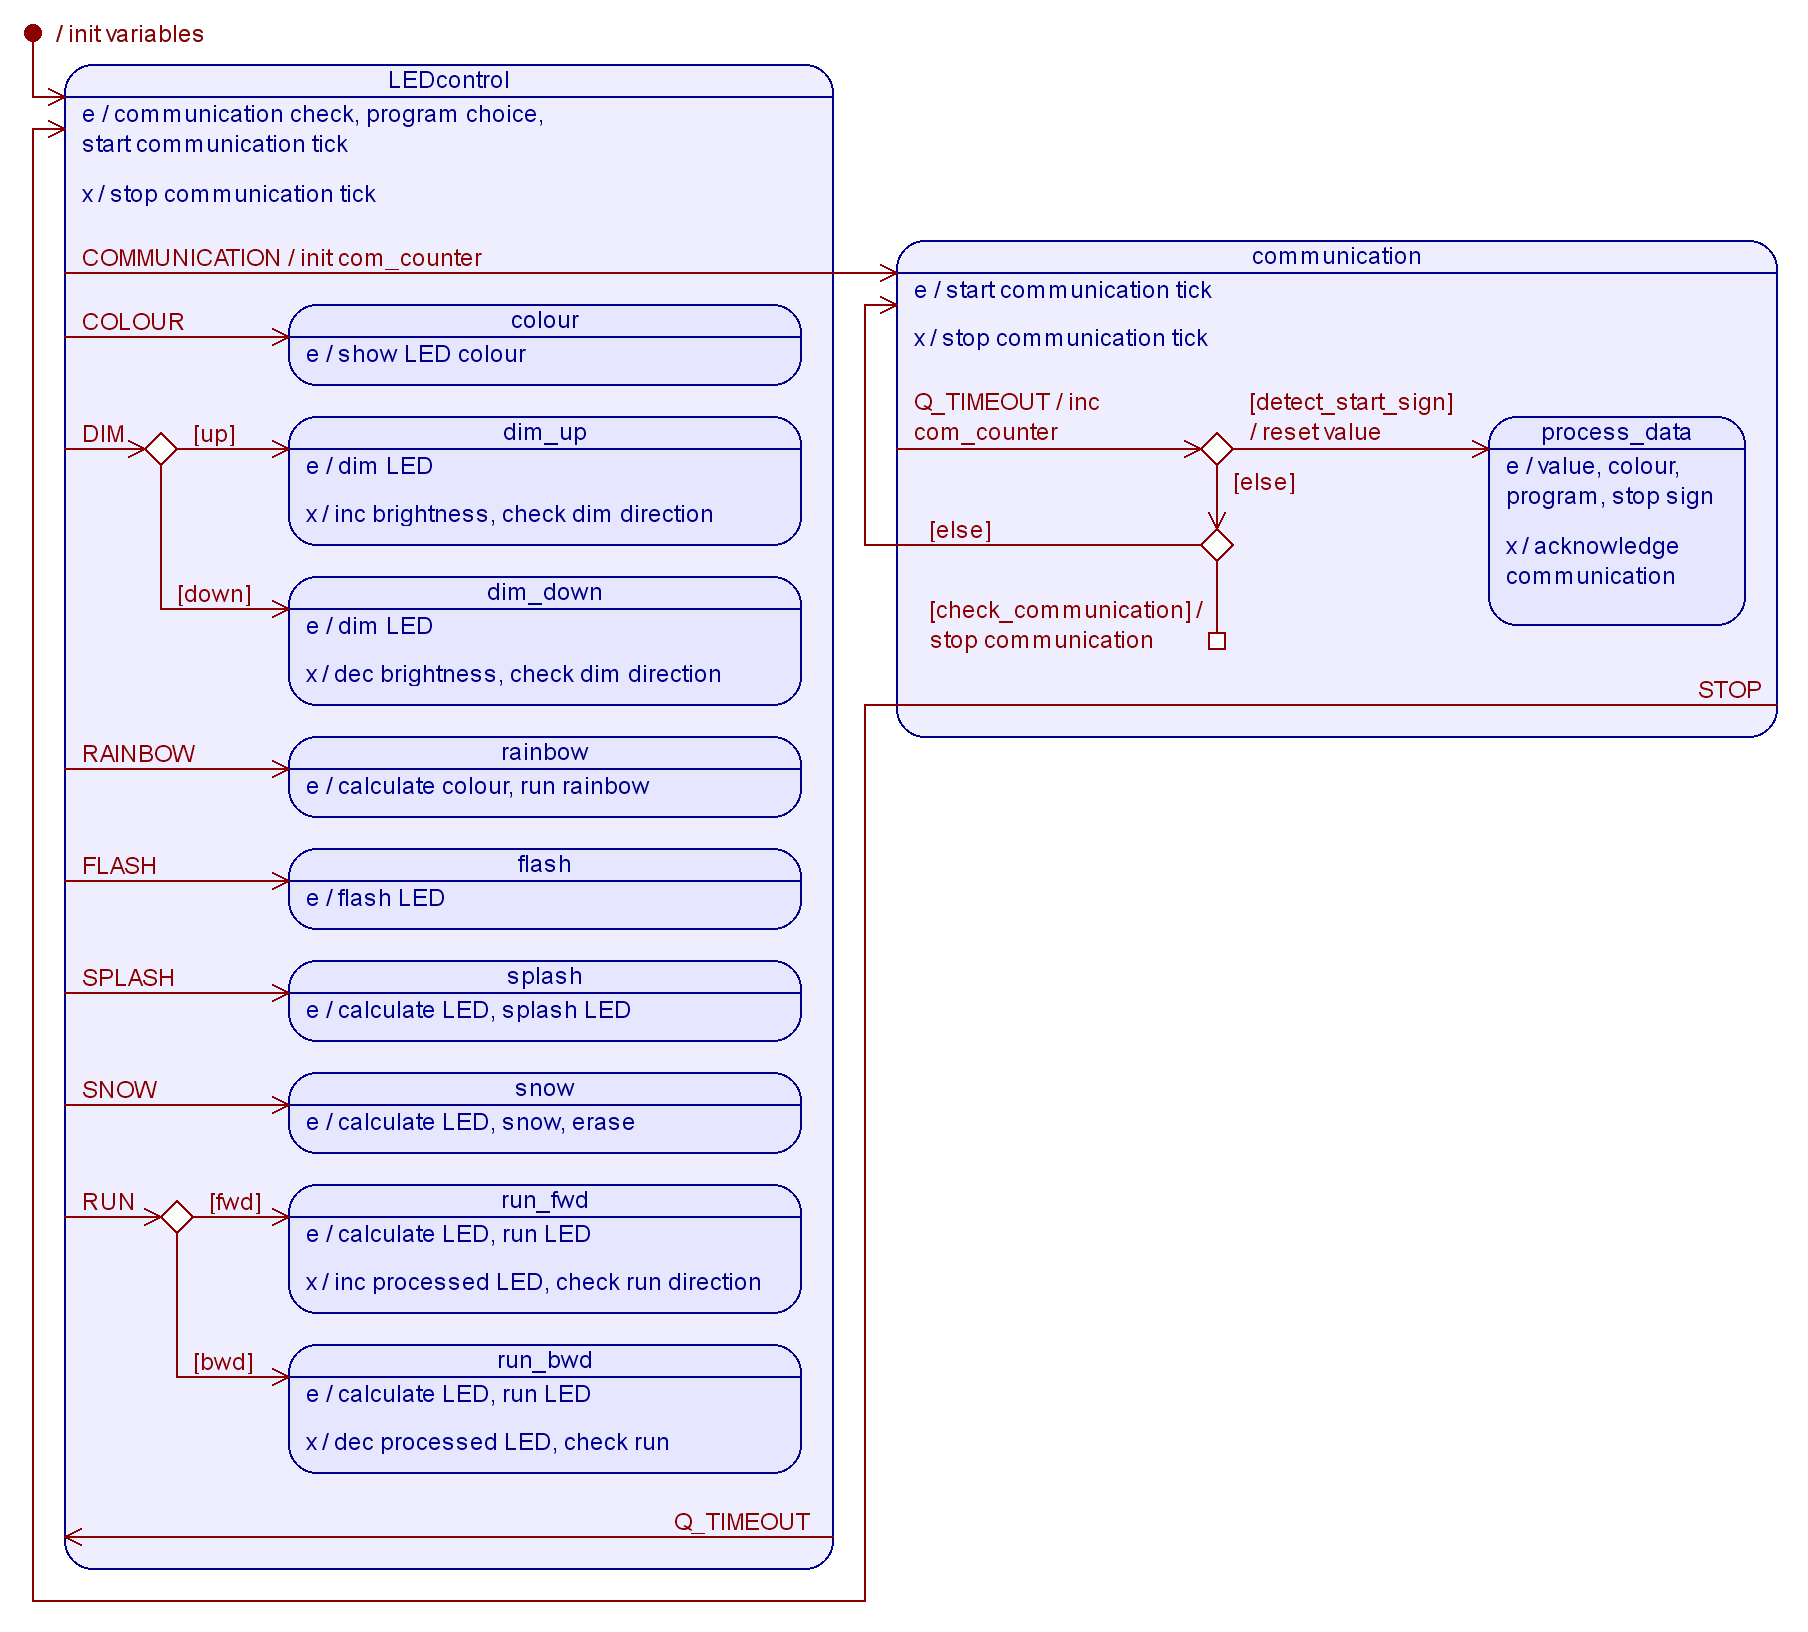 / init variables
LEDcontrol
e / communication check, program choice,
start communication tick
x / stop communication tick
COMMUNICATION / init com_counter
COLOUR
colour
e / show LED colour
DIM
[up]
dim_up
e / dim LED
x / inc brightness, check dim direction
[down]
dim_down
e / dim LED
x / dec brightness, check dim direction
RAINBOW
rainbow
e / calculate colour, run rainbow
FLASH
flash
e / flash LED
SPLASH
splash
e / calculate LED, splash LED
SNOW
snow
e / calculate LED, snow, erase
RUN
[fwd]
run_fwd
e / calculate LED, run LED
x / inc processed LED, check run direction
[bwd]
run_bwd
e / calculate LED, run LED
x / dec processed LED, check run
Q_TIMEOUT
communication
e / start communication tick
x / stop communication tick
Q_TIMEOUT / inc
com_counter
[detect_start_sign]
/ reset value
process_data
e / value, colour,
program, stop sign
x / acknowledge
communication
[else]
[else]
[check_communication] /
stop communication
STOP